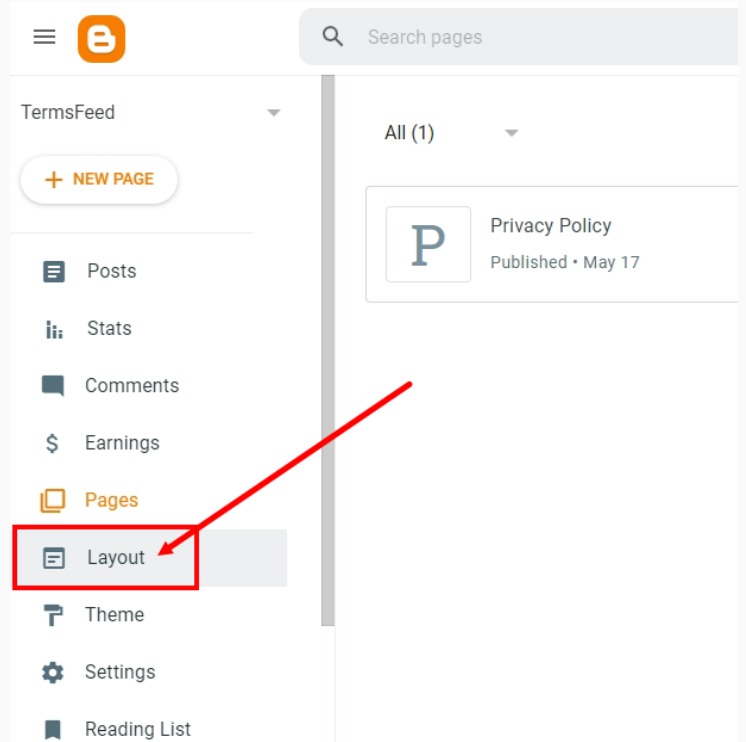 Search pages
TermsFeed
All (1)
+ NEW PAGE
P
Privacy Policy
Published • May 17
Posts
Stats
Comments
$ Earnings
Pages
Layout
Theme
Settings
Reading List